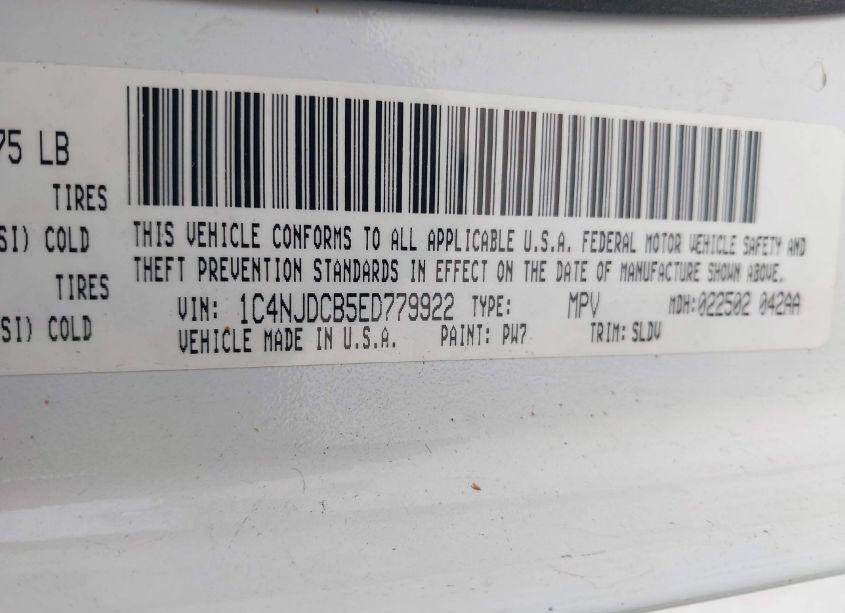 75 LB
TIRES
SI) COLD
TIRES
SI) COLD
THIS VEHICLE CONFORMS TO ALL APPLICABLE U.S.A. FEDERAL MOTOR VEHICLE SAFETY AND
THEFT PREVENTION STANDARDS IN EFFECT ON THE DATE OF MANUFACTURE SHOWN ABOVE.
VIN: 1C4NJDCB5ED779922 TYPE: MPV MDH:022502 042AA
VEHICLE MADE IN U.S.A. PAINT: PW7 TRIM: SLDV